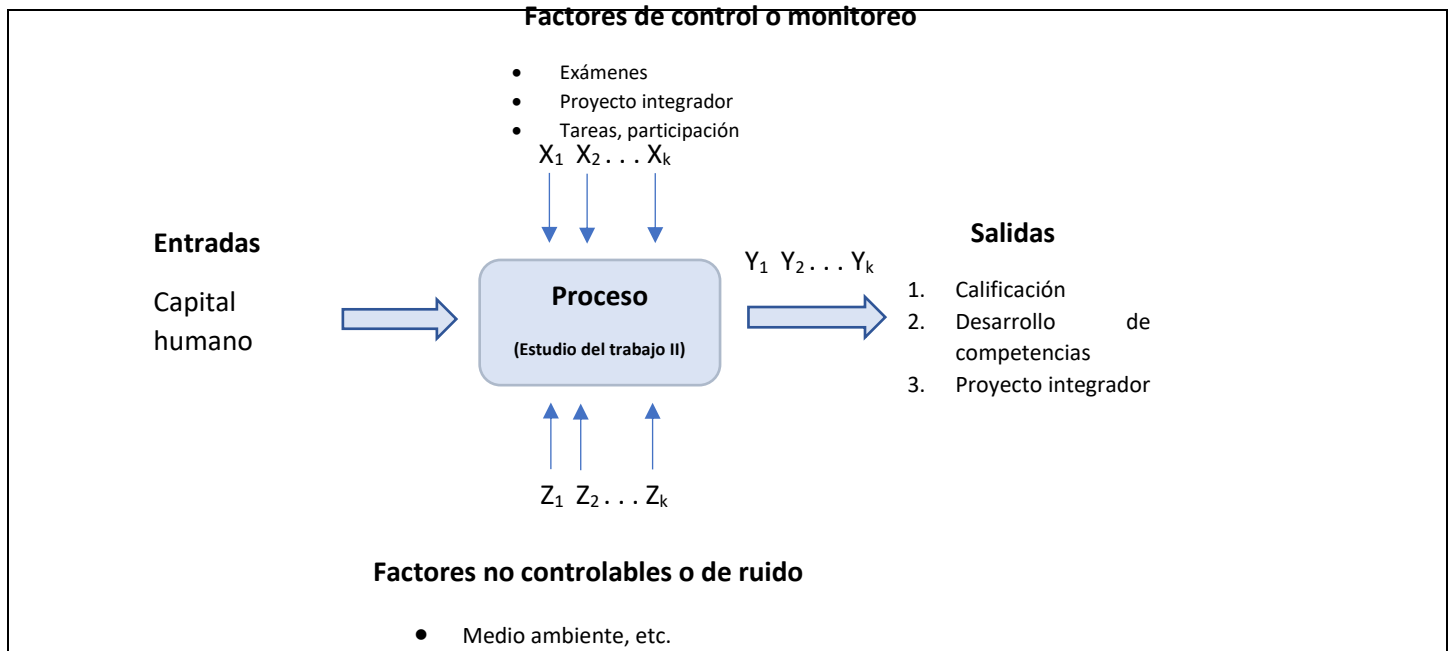 Factores de control o monitoreo
• Exámenes
• Proyecto integrador
• Tareas, participación
X₁ X₂ . . . Xₖ
Entradas
Capital
humano
Proceso
(Estudio del trabajo II)
Y₁ Y₂ . . . Yₖ
Salidas
1. Calificación
2. Desarrollo de
competencias
3. Proyecto integrador
Z₁ Z₂ . . . Zₖ
Factores no controlables o de ruido
• Medio ambiente, etc.